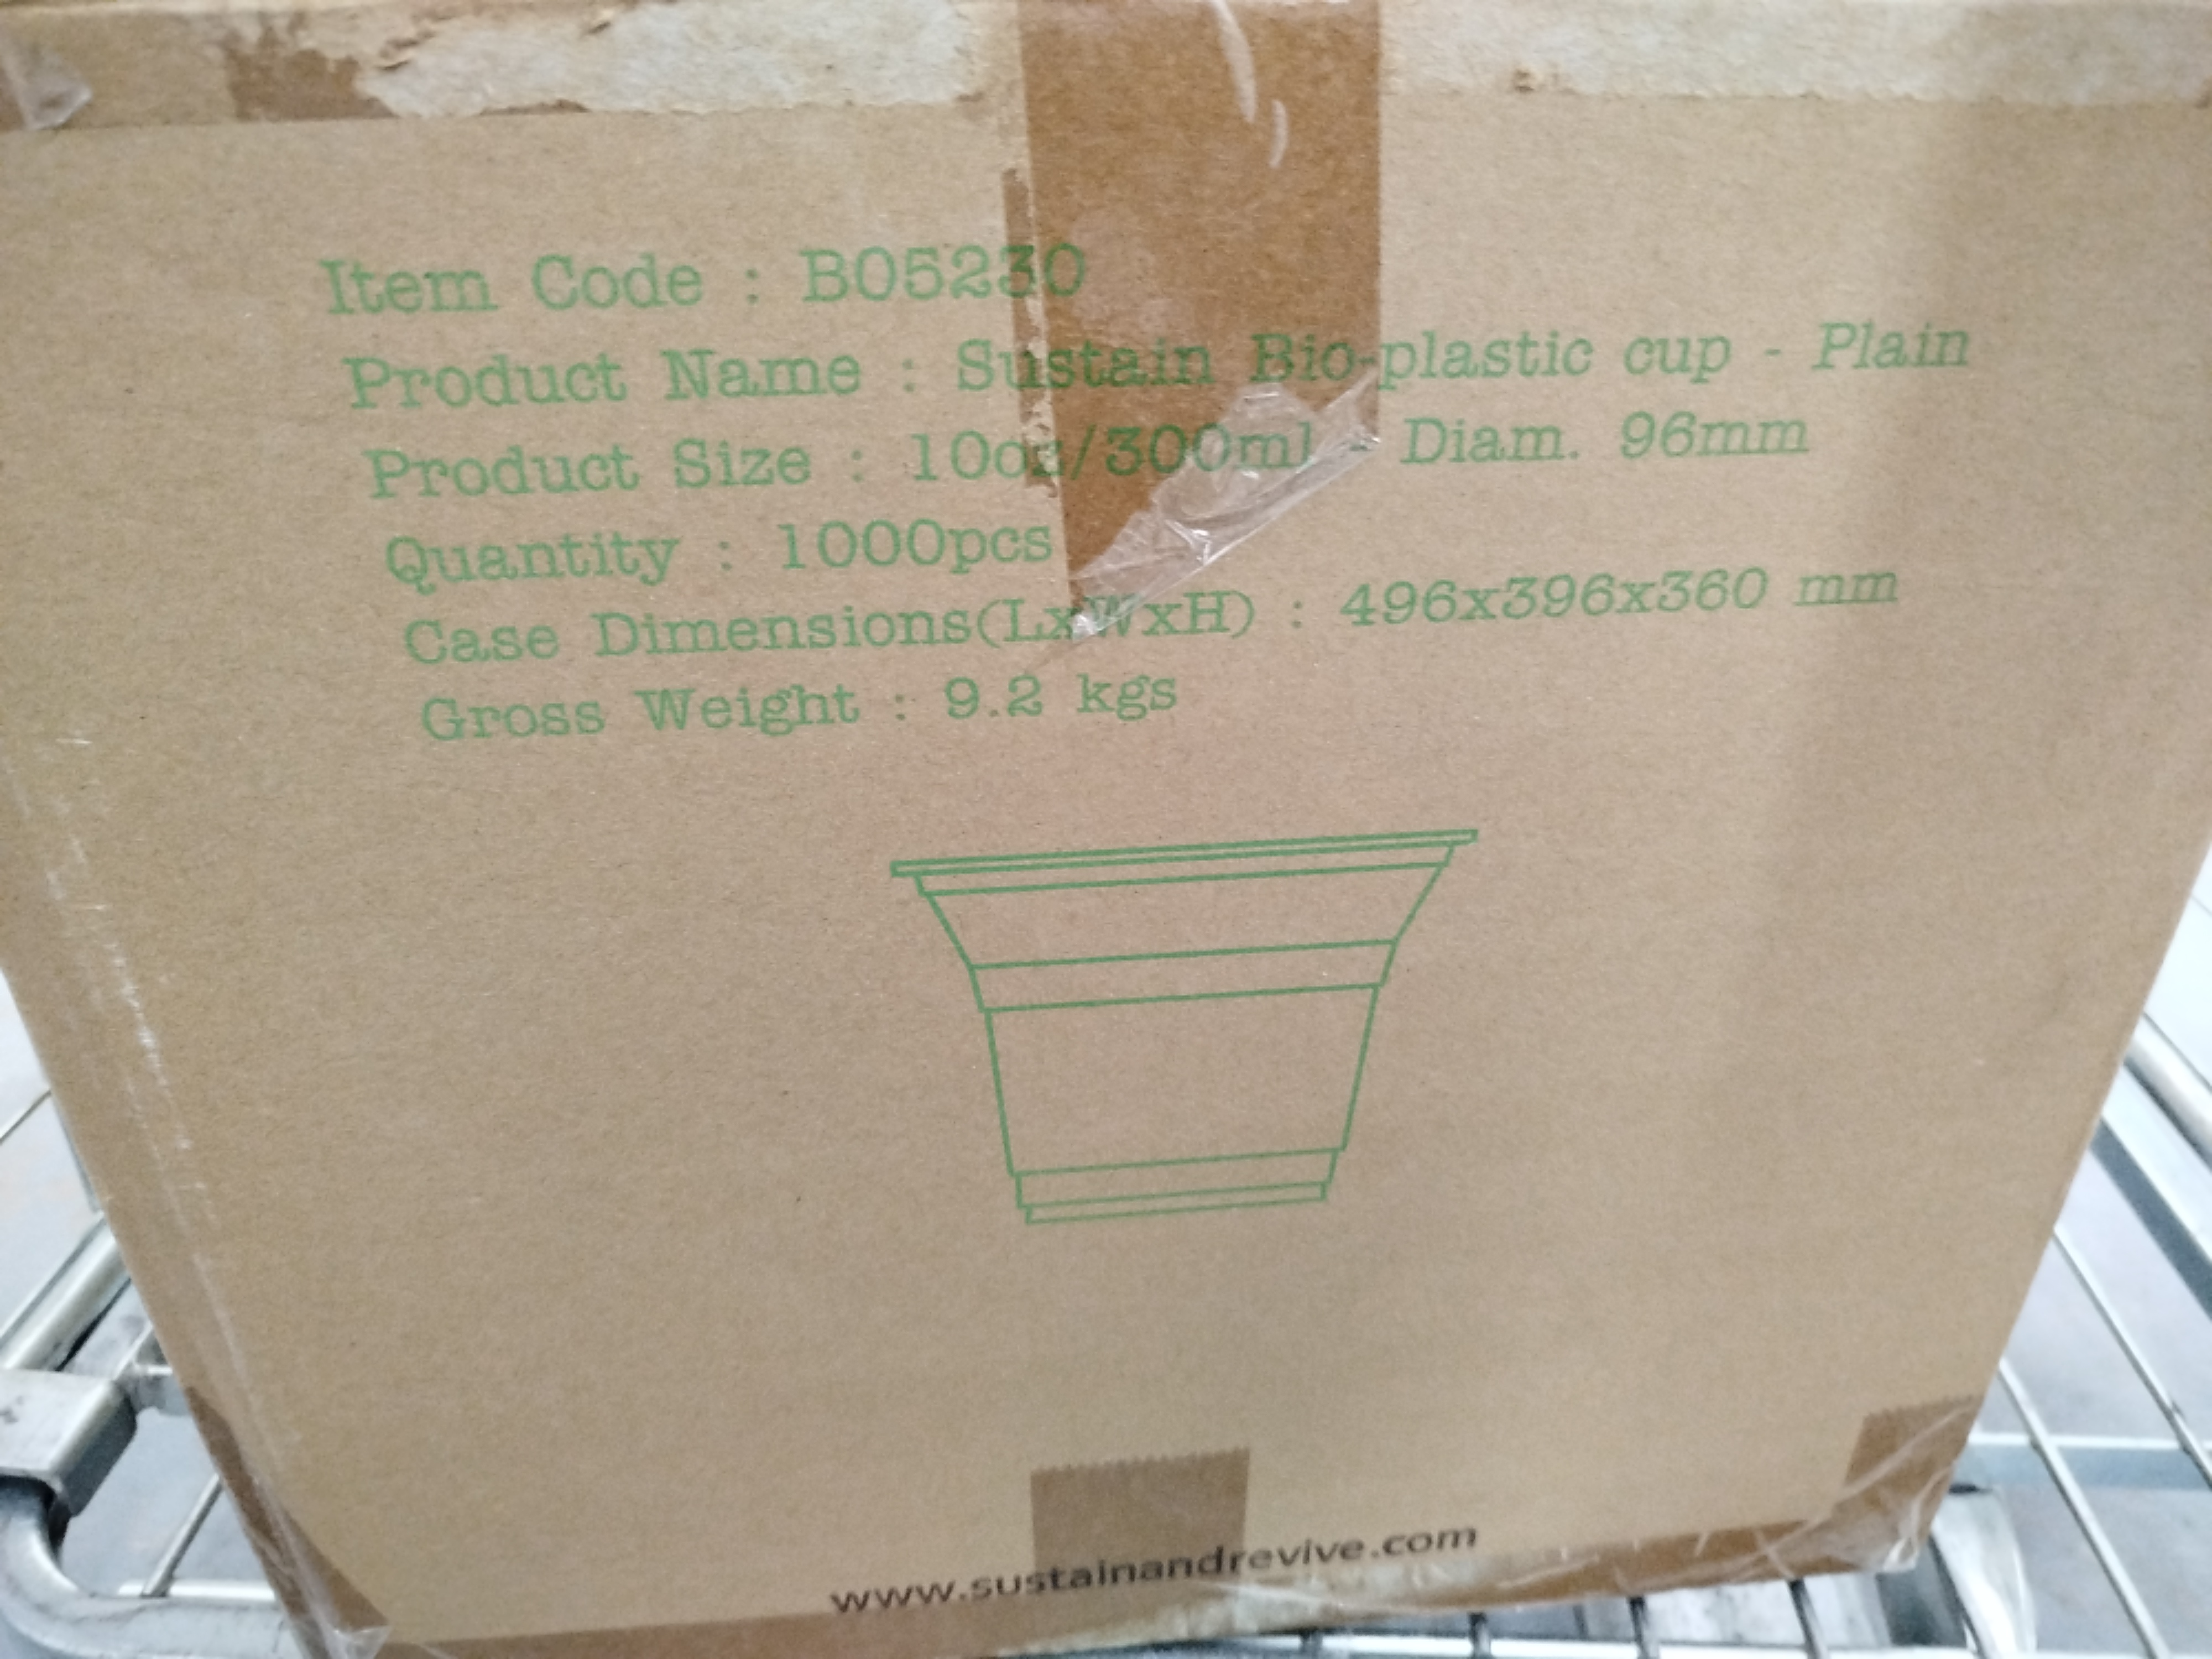 Item Code : B05230
Product Name : Sustain Bio-plastic cup - Plain
Product Size : 10oz/300ml - Diam. 96mm
Quantity : 1000pcs
Case Dimensions(LxWxH) : 496x396x360 mm
Gross Weight : 9.2 kgs
www.sustainandrevive.com